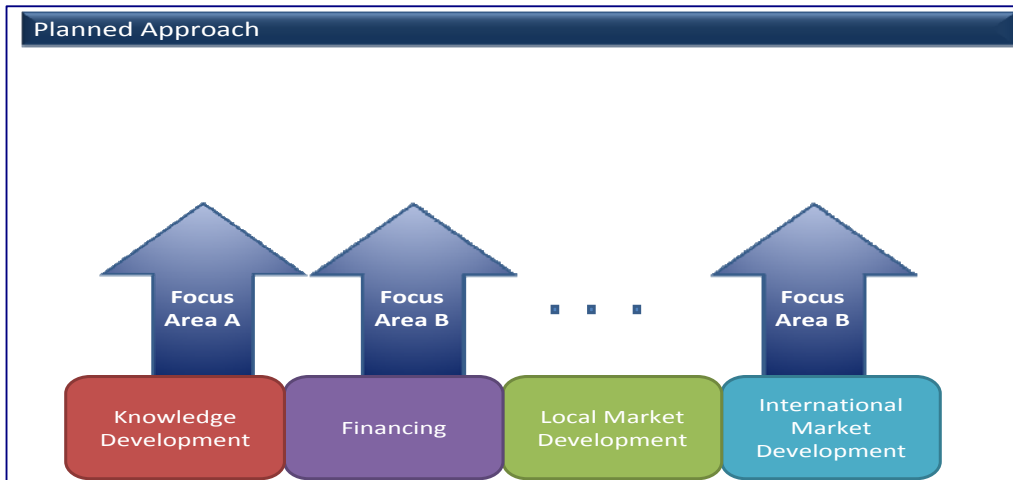 Planned Approach
Focus
Area A
Focus
Area B
. . .
Focus
Area B
Knowledge
Development
Financing
Local Market
Development
International
Market
Development